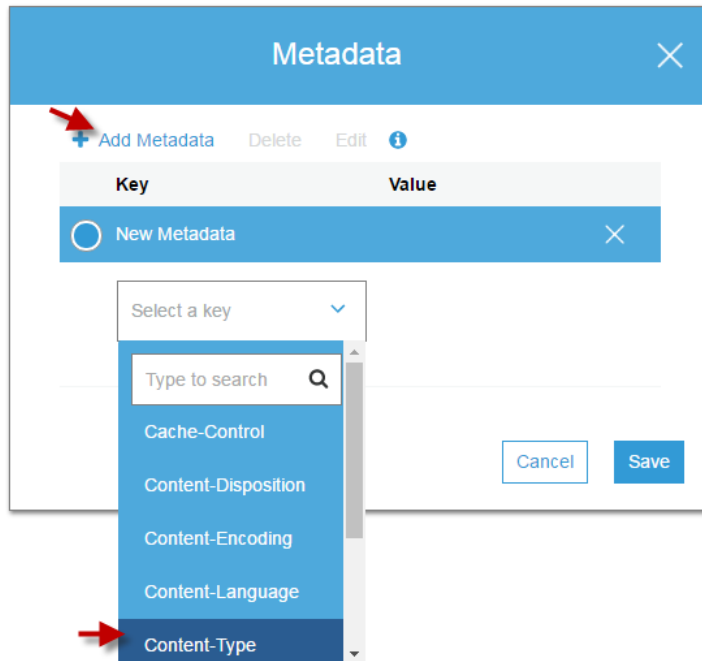 Metadata
Add Metadata Delete Edit
Key Value
New Metadata
Select a key
Type to search
Cache-Control
Content-Disposition
Cancel Save
Content-Encoding
Content-Language
Content-Type